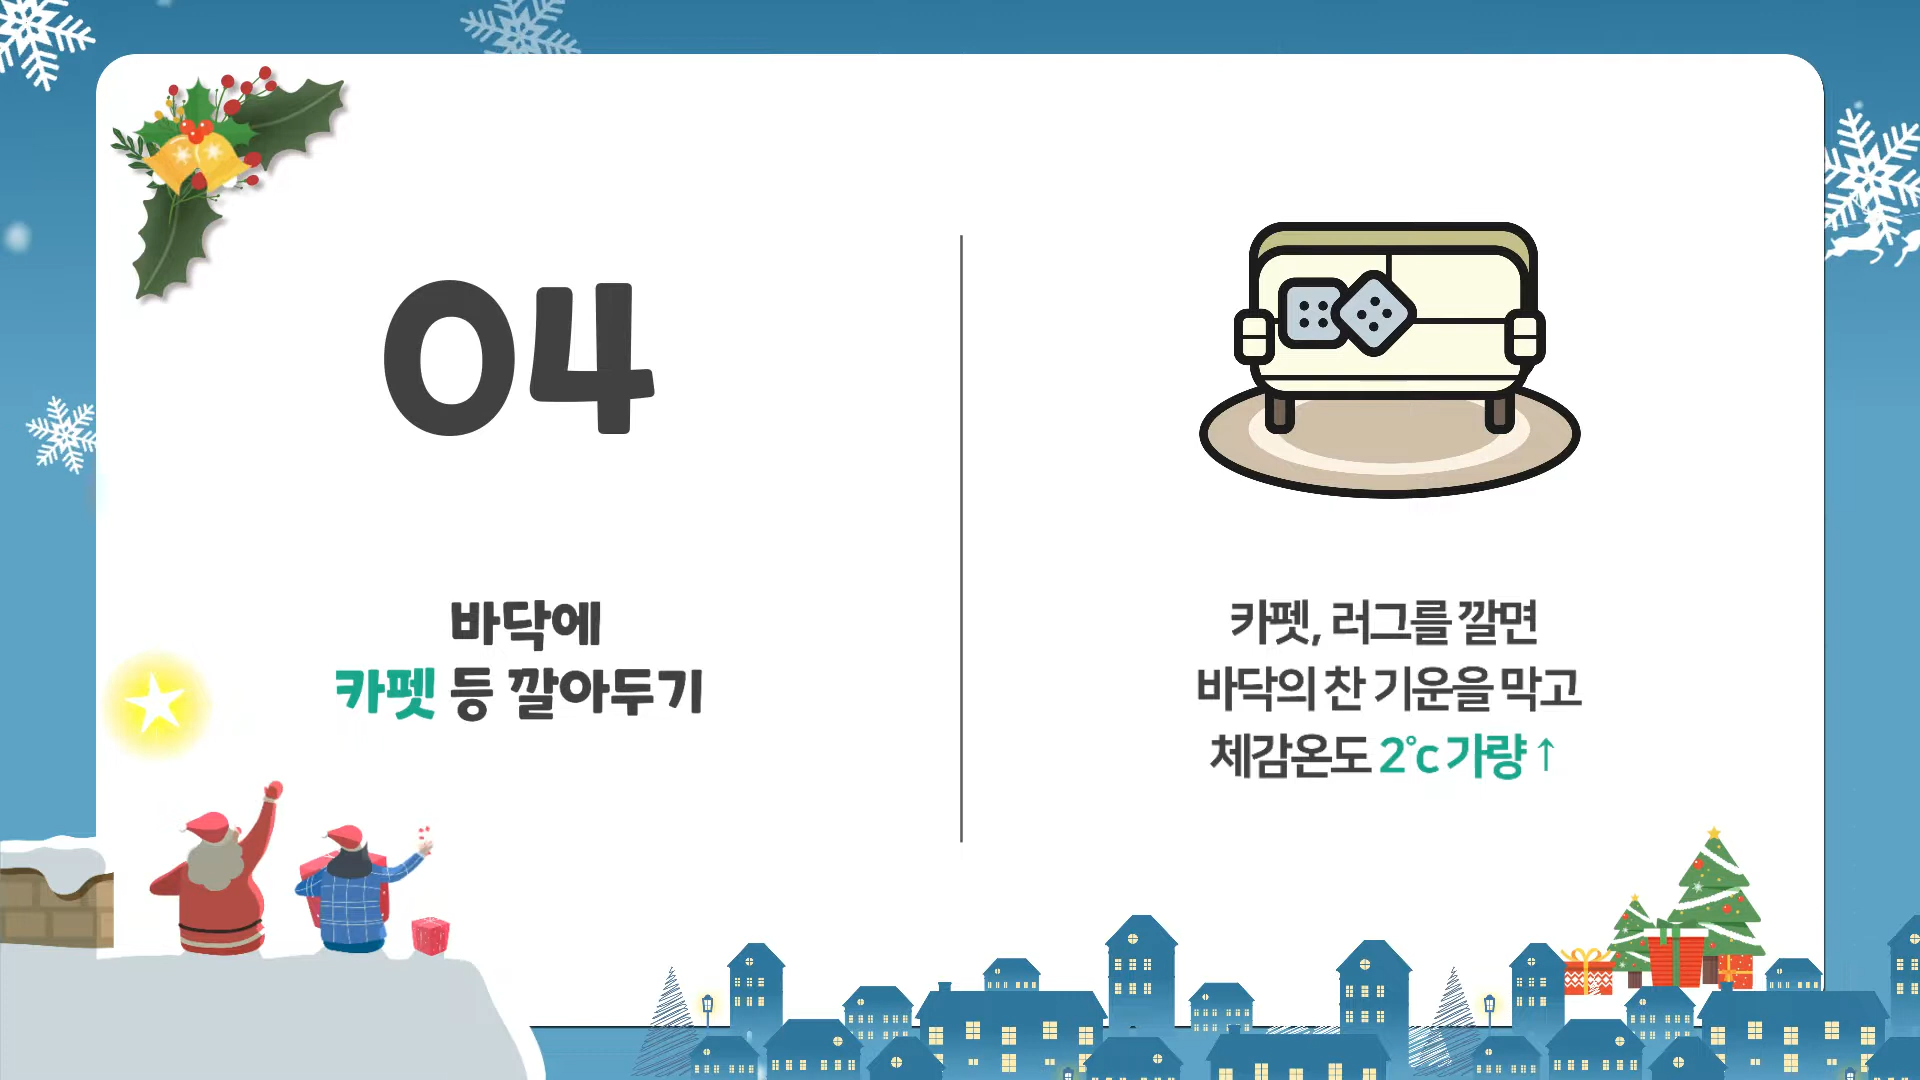 04
바닥에
카펫 등 깔아두기
카펫, 러그를 깔면
바닥의 찬 기운을 막고
체감온도 2℃ 가량↑